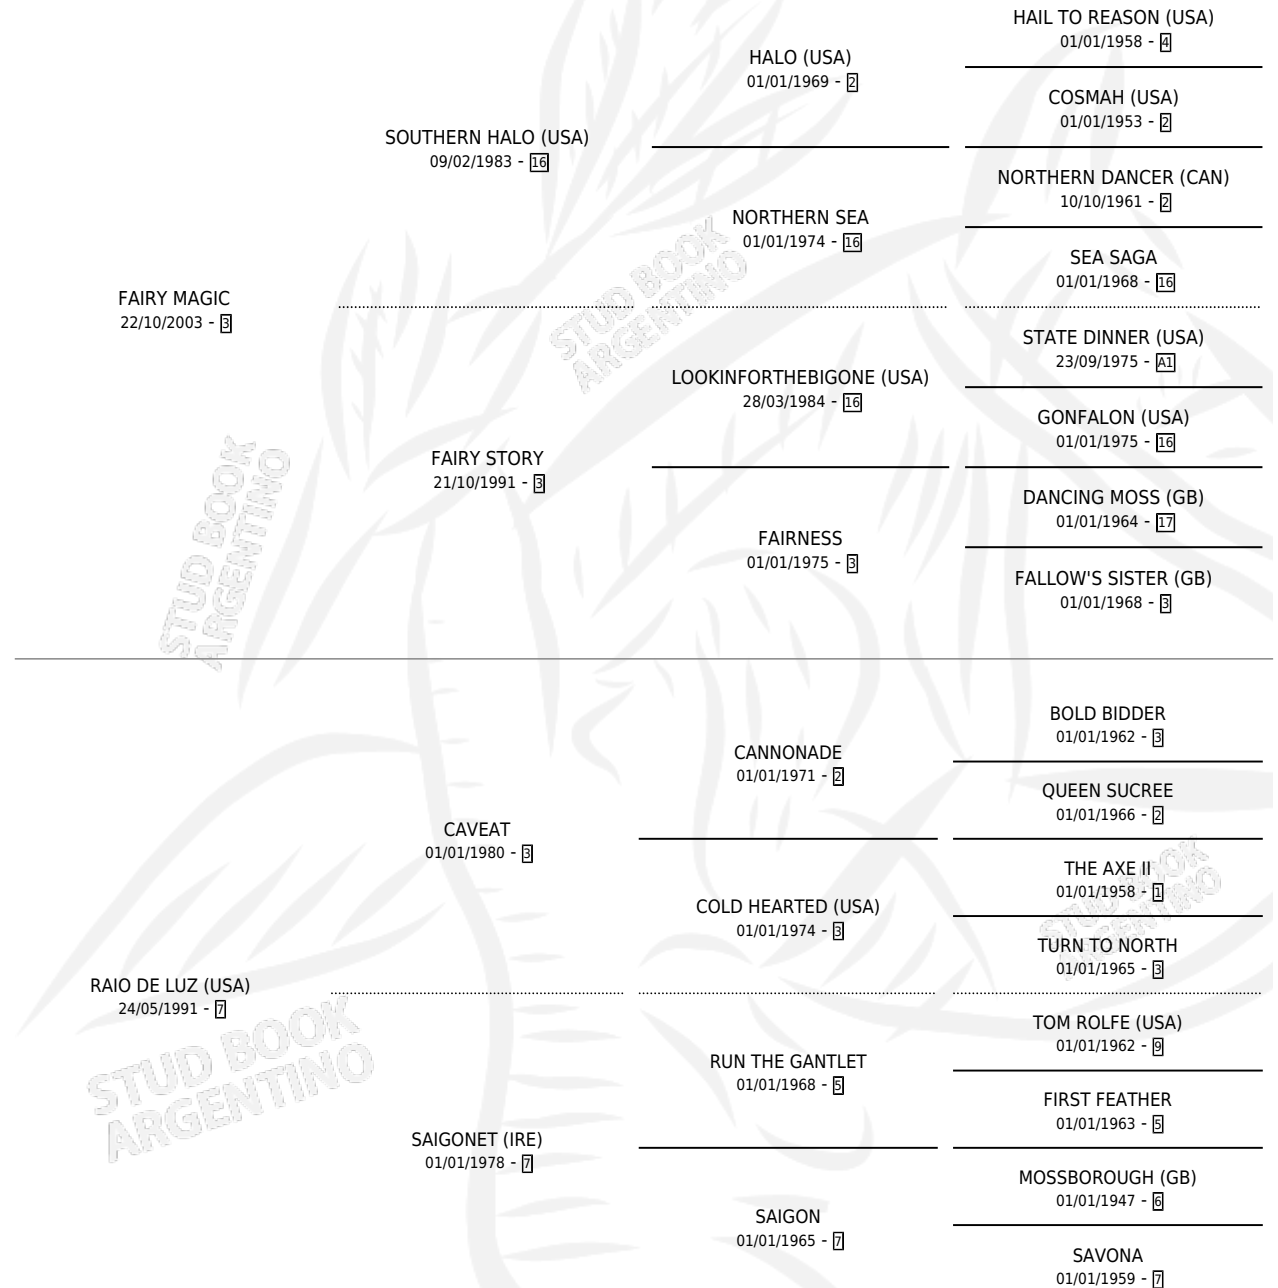 HAIL TO REASON (USA)
01/01/1958 - 4
HALO (USA)
01/01/1969 - 2
COSMAH (USA)
01/01/1953 - 2
SOUTHERN HALO (USA)
09/02/1983 - 16
NORTHERN DANCER (CAN)
10/10/1961 - 2
NORTHERN SEA
01/01/1974 - 16
SEA SAGA
01/01/1968 - 16
FAIRY MAGIC
22/10/2003 - 3
STATE DINNER (USA)
23/09/1975 - A1
LOOKINFORTHEBIGONE (USA)
28/03/1984 - 16
GONFALON (USA)
01/01/1975 - 16
FAIRY STORY
21/10/1991 - 3
DANCING MOSS (GB)
01/01/1964 - 17
FAIRNESS
01/01/1975 - 3
FALLOW'S SISTER (GB)
01/01/1968 - 3
STUD BOOK
ARGENTINO
STUD BOOK
ARGENTINO
BOLD BIDDER
01/01/1962 - 3
CANNONADE
01/01/1971 - 2
QUEEN SUCREE
01/01/1966 - 2
CAVEAT
01/01/1980 - 3
THE AXE II
01/01/1958 - 1
COLD HEARTED (USA)
01/01/1974 - 3
TURN TO NORTH
01/01/1965 - 3
STUD BOOK
ARGENTINO
RAIO DE LUZ (USA)
24/05/1991 - 7
TOM ROLFE (USA)
01/01/1962 - 9
RUN THE GANTLET
01/01/1968 - 5
FIRST FEATHER
01/01/1963 - 5
STUD BOOK
ARGENTINO
SAIGONET (IRE)
01/01/1978 - 7
MOSSBOROUGH (GB)
01/01/1947 - 6
SAIGON
01/01/1965 - 7
SAVONA
01/01/1959 - 7